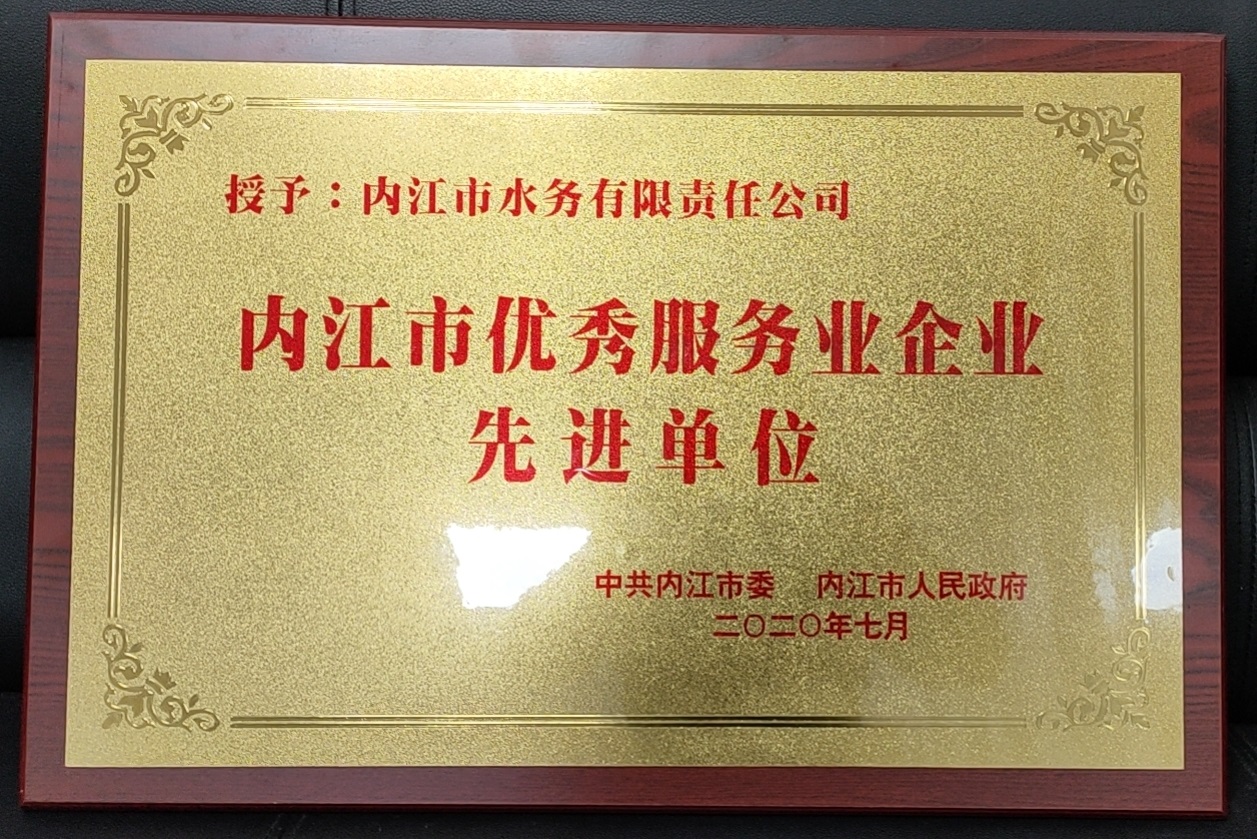 授予：内江市水务有限责任公司
内江市优秀服务业企业
先进单位
中共内江市委 内江市人民政府
二〇二〇年七月